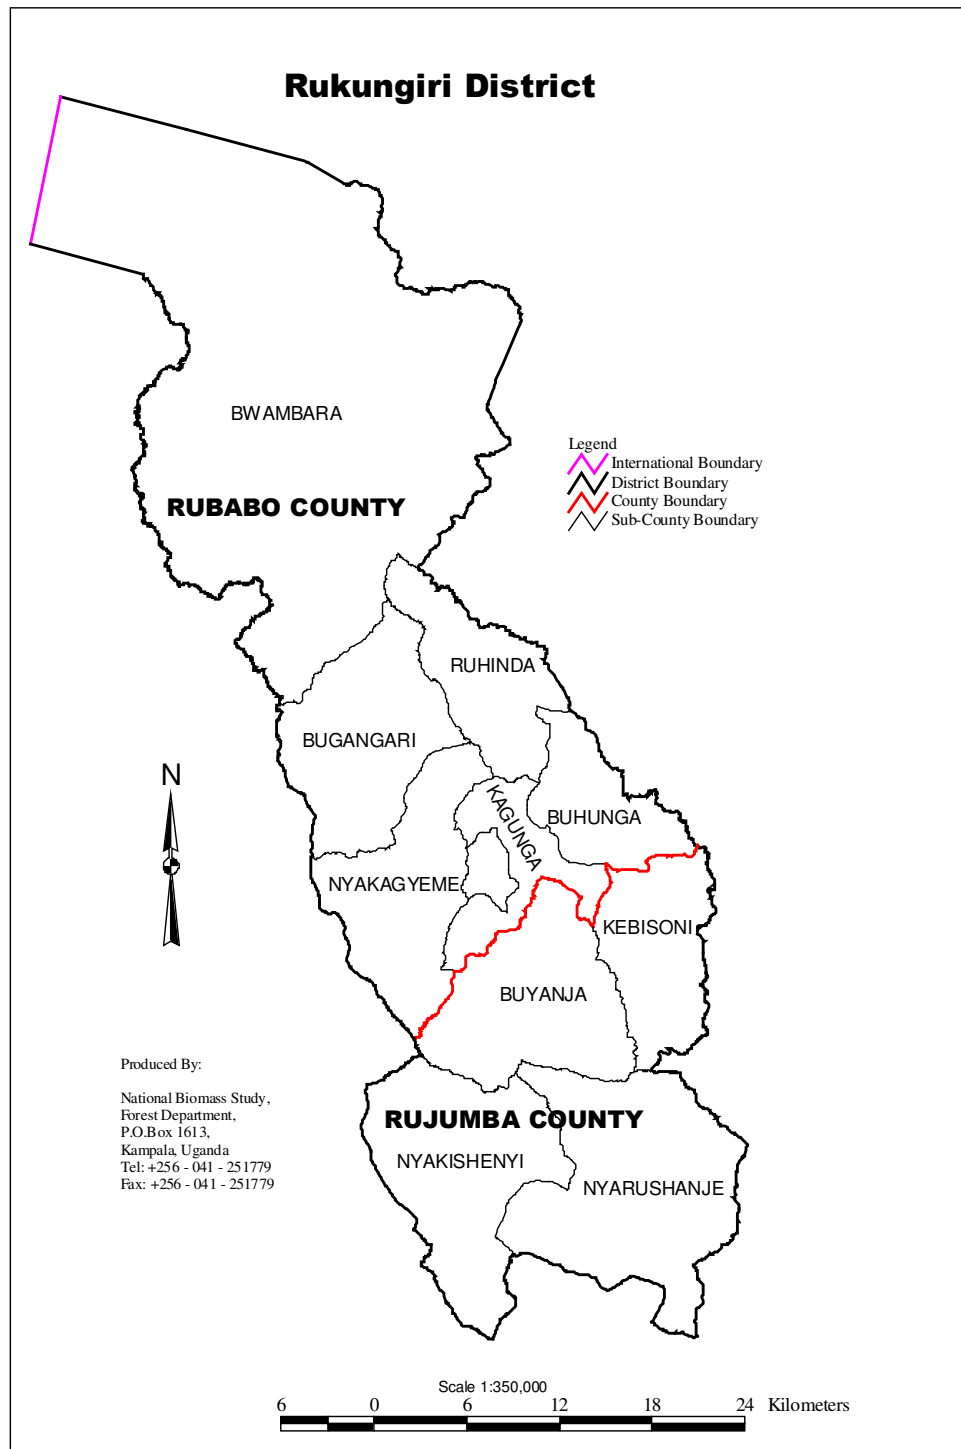 Rukungiri District
BWAMBARA
RUBABO COUNTY
Legend
International Boundary
District Boundary
County Boundary
Sub-County Boundary
RUHINDA
BUGANGARI
N
KAGUNGA
BUHUNGA
NYAKAGYEME
KEBISONI
BUYANJA
Produced By:
National Biomass Study,
Forest Department,
P.O.Box 1613,
Kampala, Uganda
Tel: +256 - 041 - 251779
Fax: +256 - 041 - 251779
RUJUMBA COUNTY
NYAKISHENYI
NYARUSHANJE
Scale 1:350,000
6 0 6 12 18 24 Kilometers